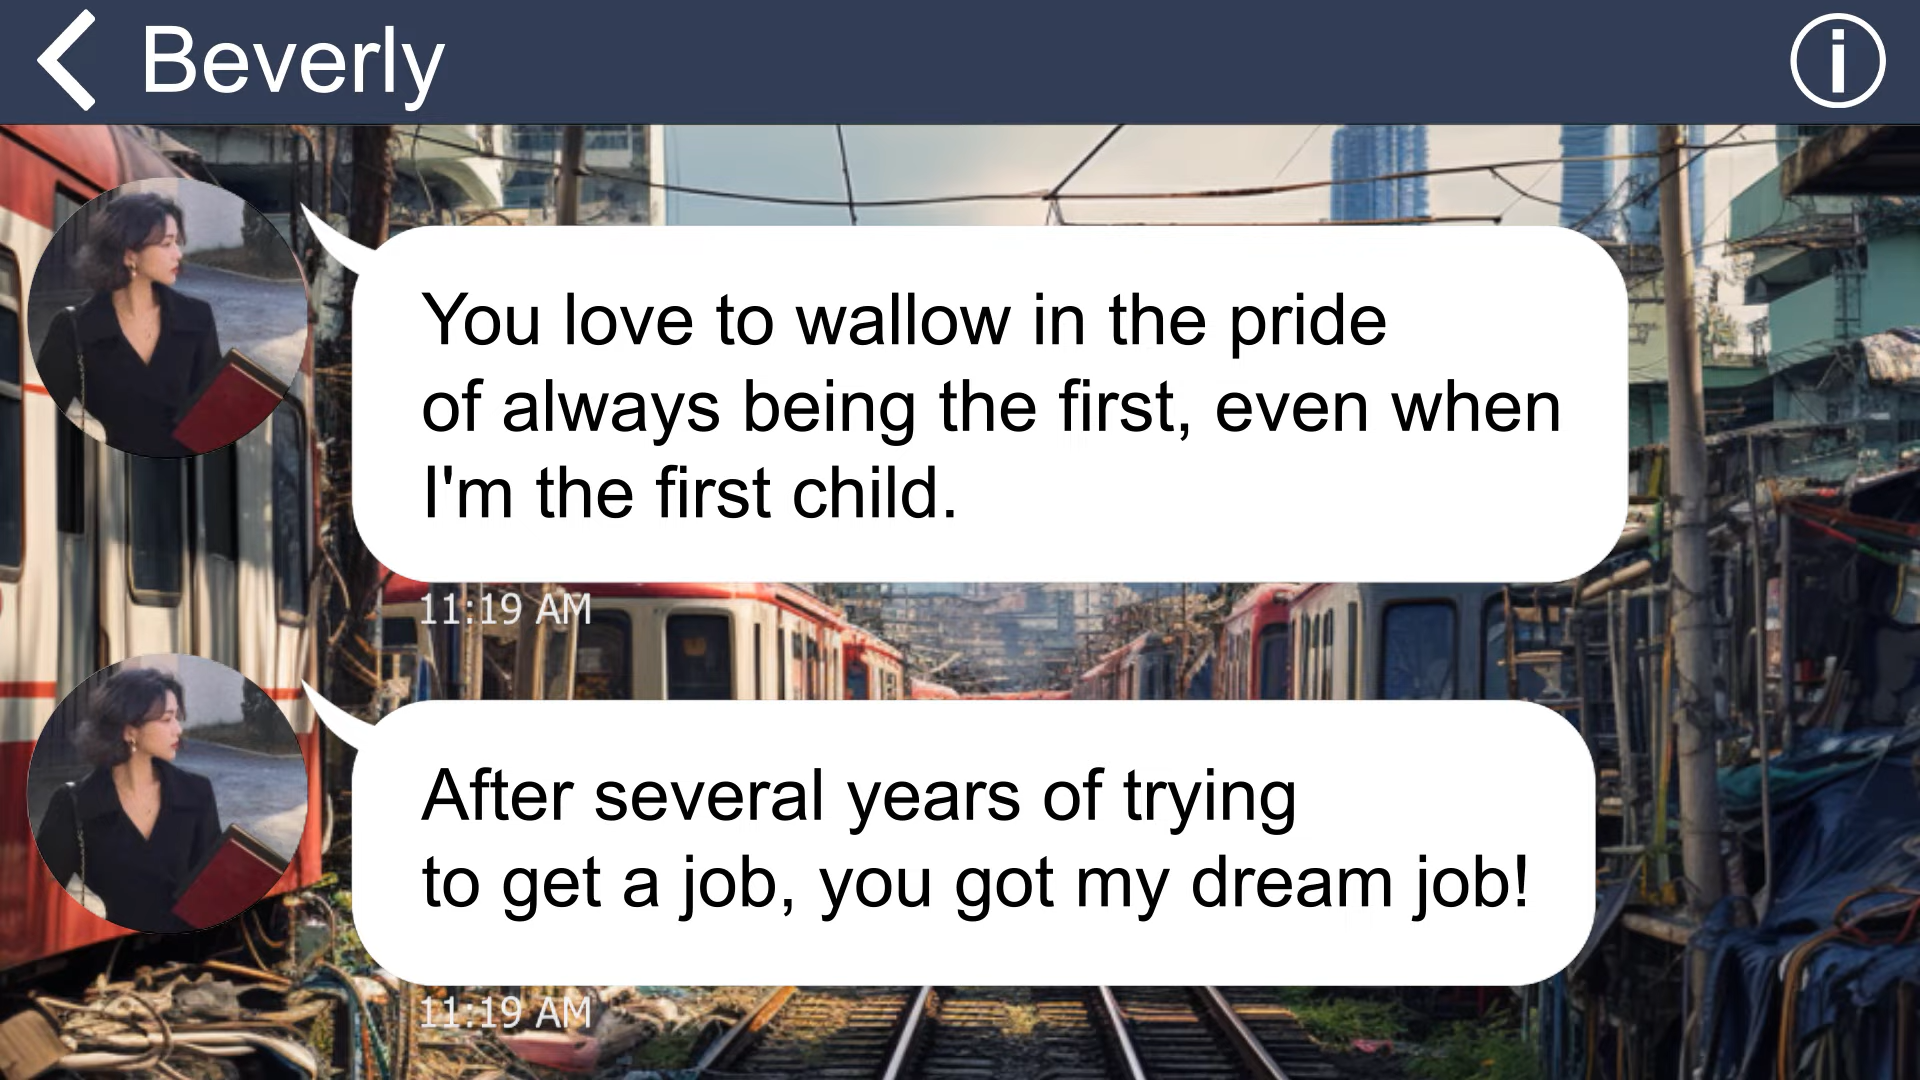 Beverly
You love to wallow in the pride
of always being the first, even when
I'm the first child.
11:19 AM
After several years of trying
to get a job, you got my dream job!
11:19 AM